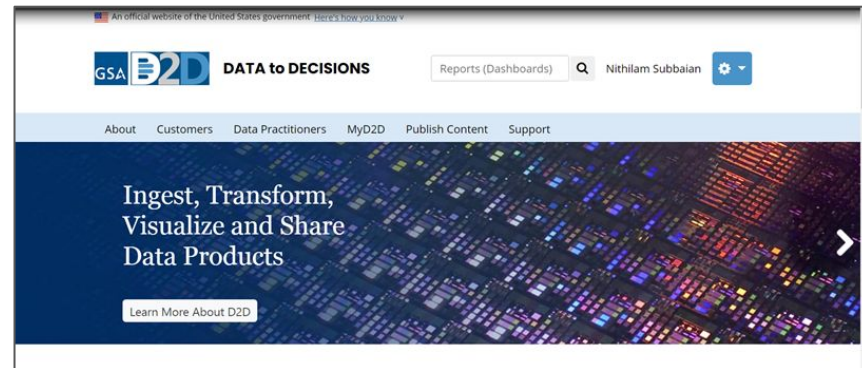 An official website of the United States government Here's how you know
GSA D2D DATA to DECISIONS Reports (Dashboards) Nithilam Subbaian
About Customers Data Practitioners MyD2D Publish Content Support
Ingest, Transform,
Visualize and Share
Data Products
Learn More About D2D